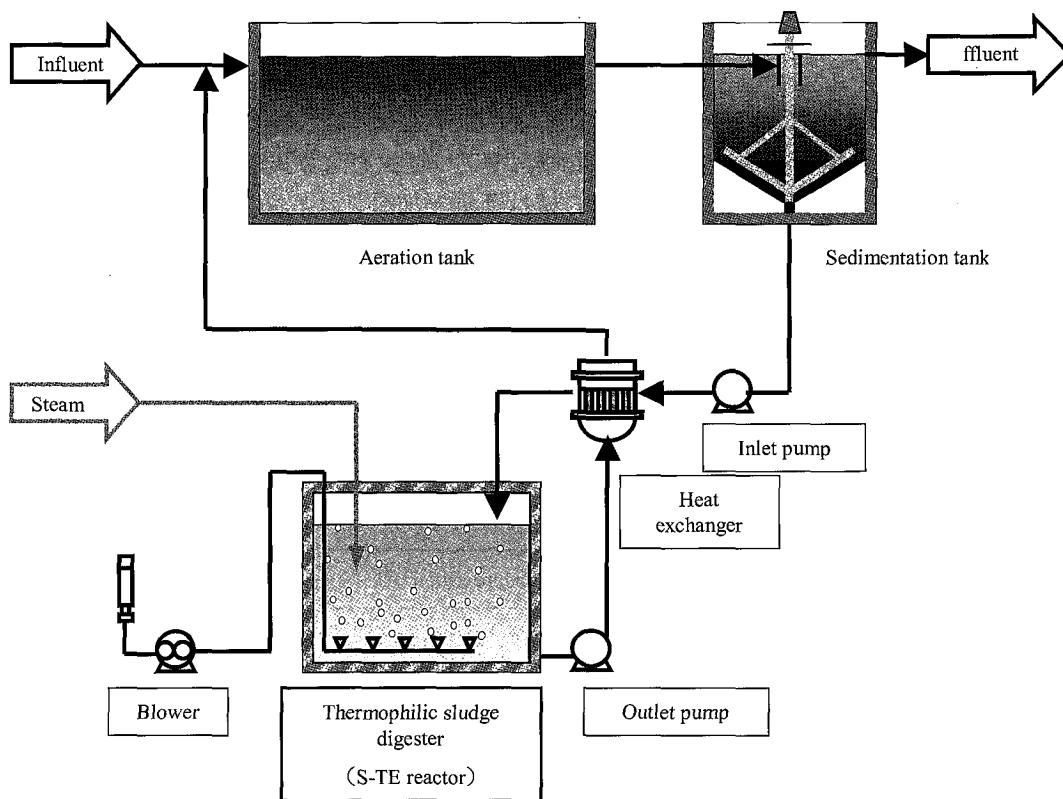 Influent
ffluent
Aeration tank
Sedimentation tank
Steam
Inlet pump
Heat
exchanger
Blower
Thermophilic sludge
digester
（S-TE reactor）
Outlet pump